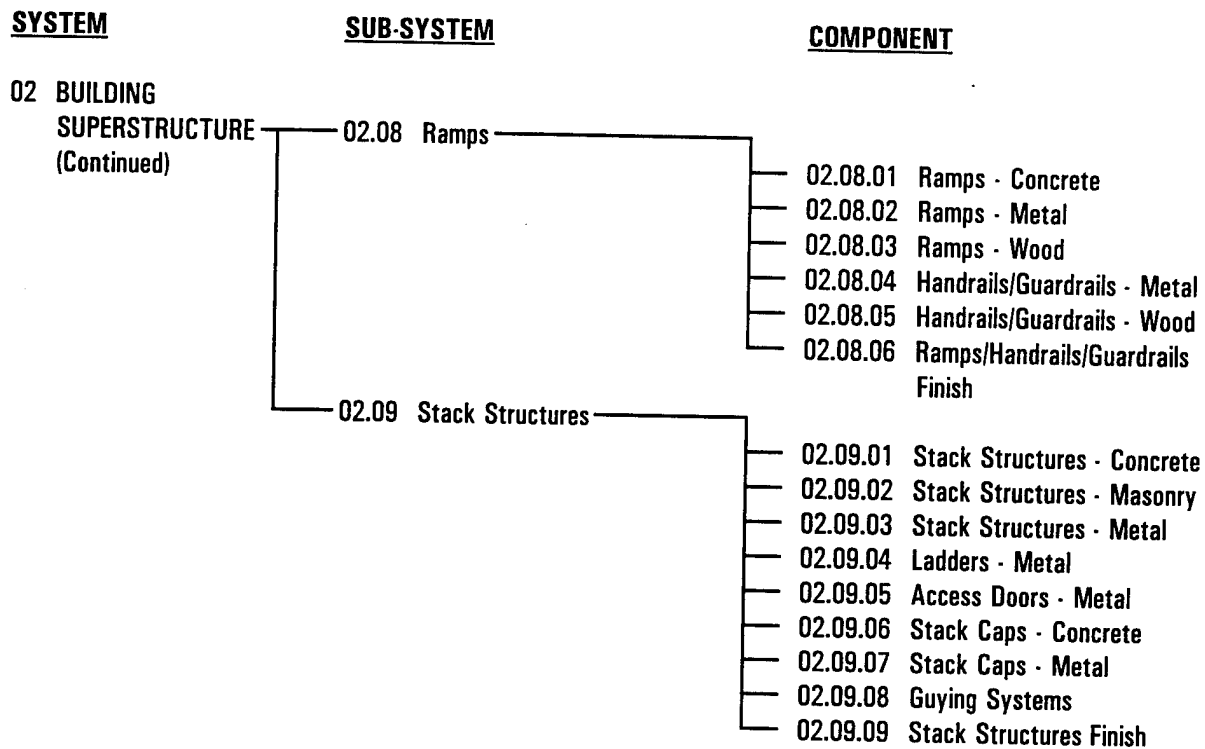 SYSTEM SUB-SYSTEM COMPONENT
02 BUILDING
SUPERSTRUCTURE
(Continued)
02.08 Ramps
02.08.01 Ramps - Concrete
02.08.02 Ramps - Metal
02.08.03 Ramps - Wood
02.08.04 Handrails/Guardrails - Metal
02.08.05 Handrails/Guardrails - Wood
02.08.06 Ramps/Handrails/Guardrails
Finish
02.09 Stack Structures
02.09.01 Stack Structures - Concrete
02.09.02 Stack Structures - Masonry
02.09.03 Stack Structures - Metal
02.09.04 Ladders - Metal
02.09.05 Access Doors - Metal
02.09.06 Stack Caps - Concrete
02.09.07 Stack Caps - Metal
02.09.08 Guying Systems
02.09.09 Stack Structures Finish